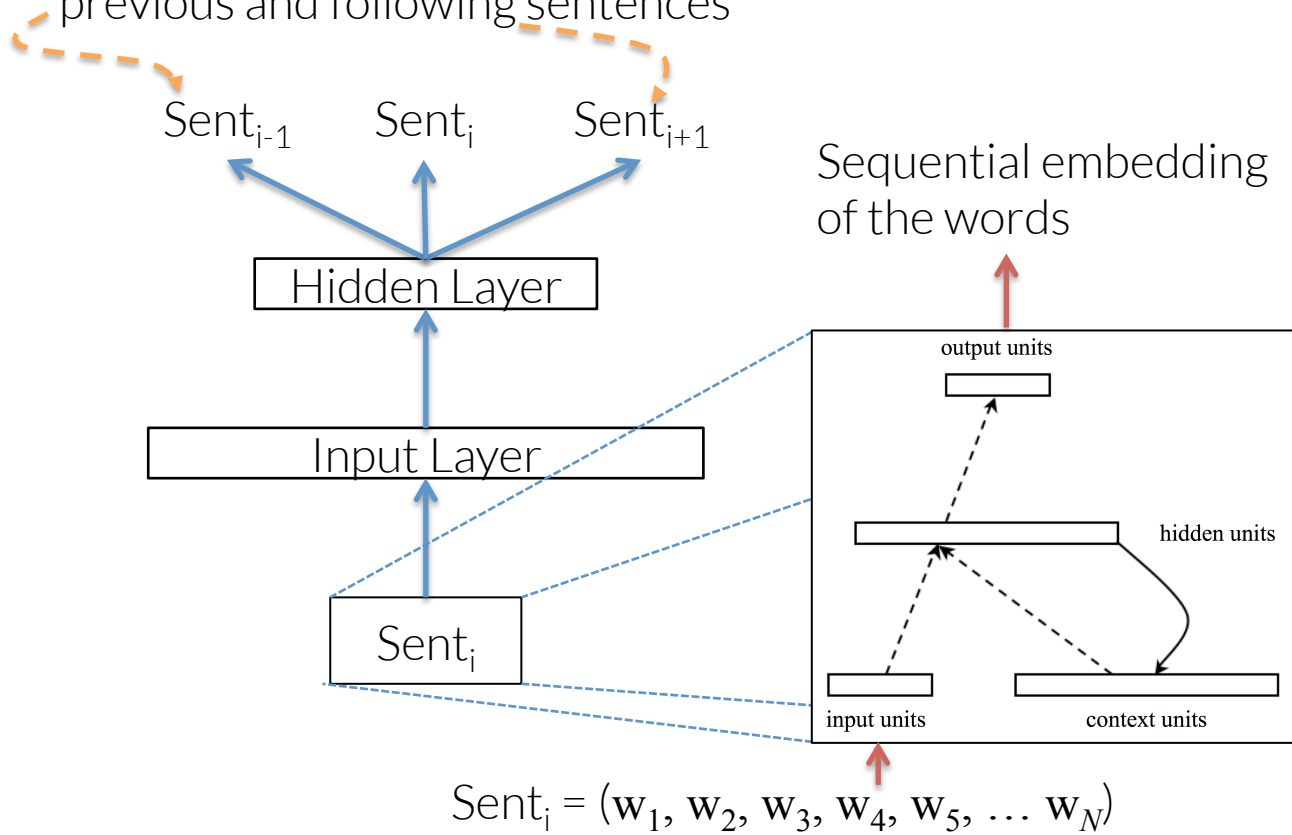 previous and following sentences
Sent_{i-1} Sent_i Sent_{i+1}
Sequential embedding
of the words
Hidden Layer
output units
Input Layer
hidden units
Sent_i
input units context units
Sent_i = (w_1, w_2, w_3, w_4, w_5, … w_N)